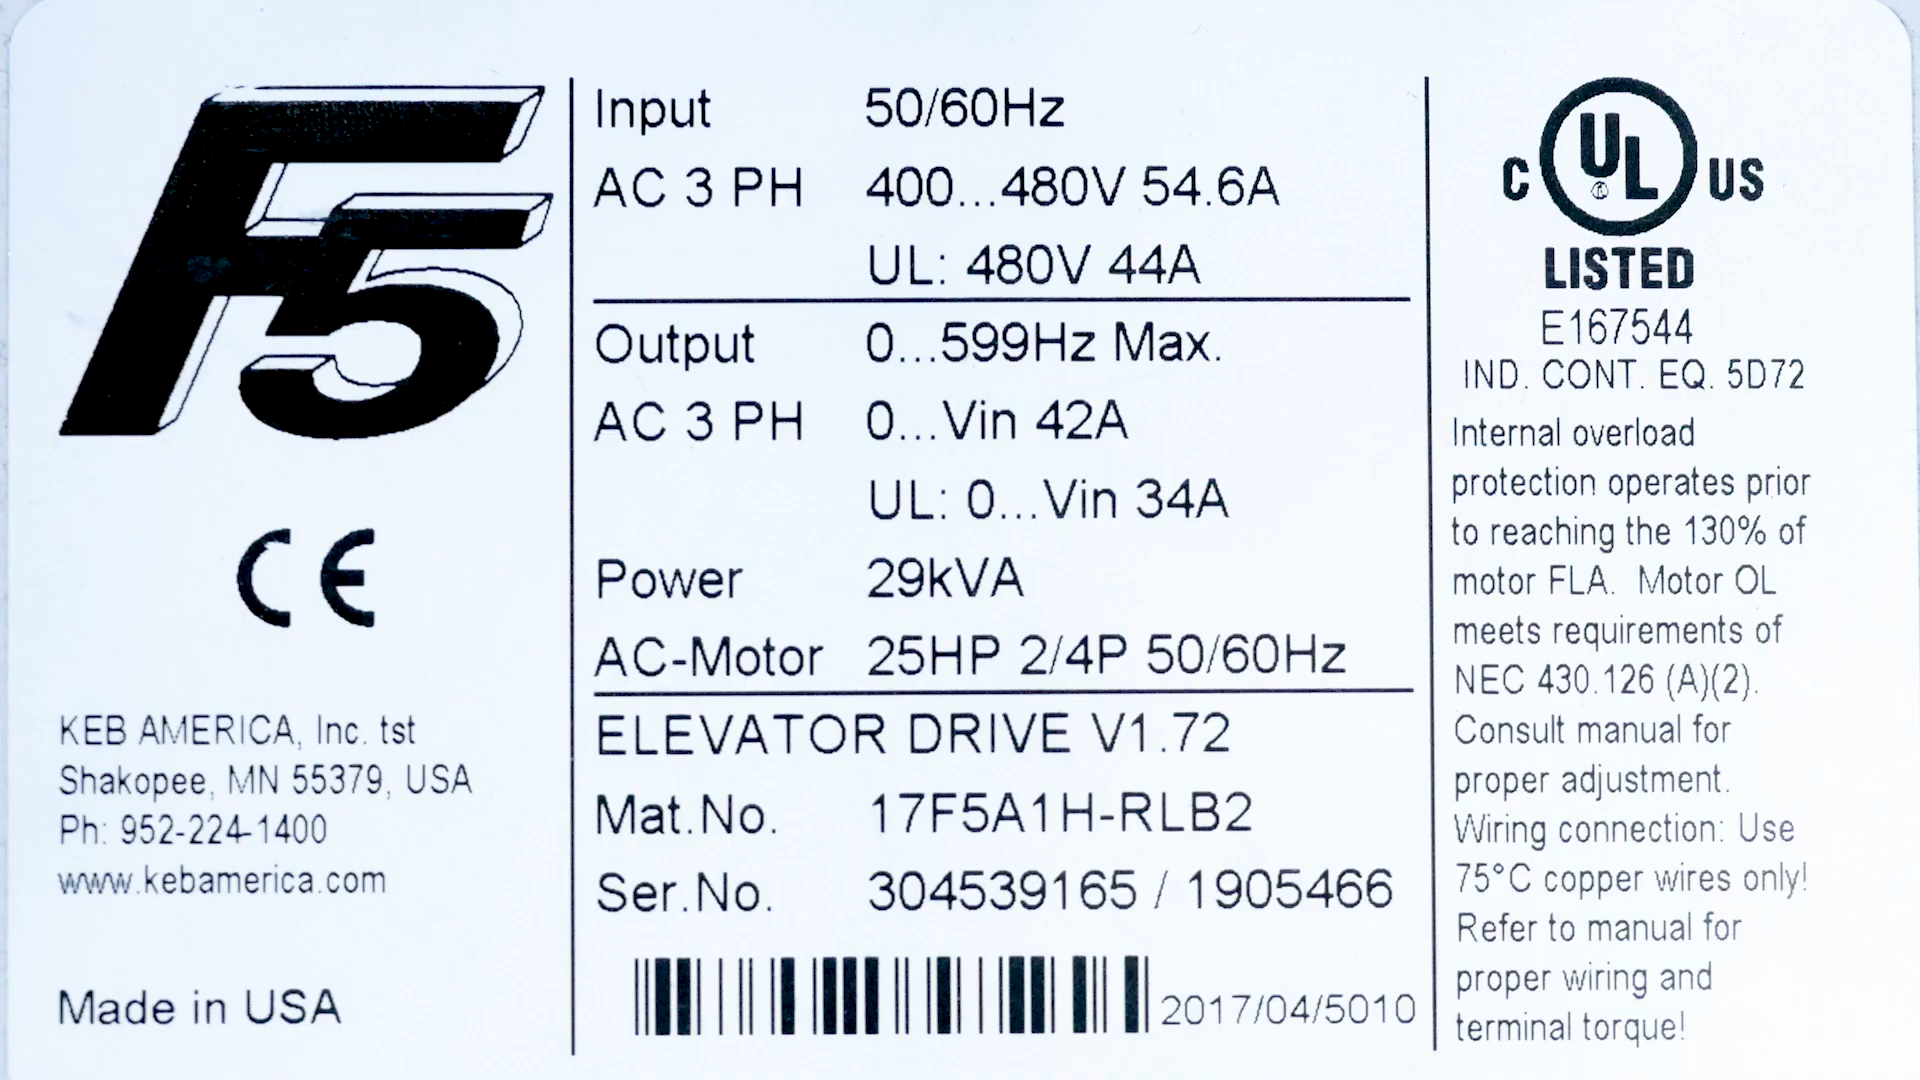 F5
CE
KEB AMERICA, Inc. tst
Shakopee, MN 55379, USA
Ph: 952-224-1400
www.kebamerica.com
Made in USA
Input 50/60Hz
AC 3 PH 400...480V 54.6A
UL: 480V 44A
Output 0...599Hz Max.
AC 3 PH 0...Vin 42A
UL: 0...Vin 34A
Power 29kVA
AC-Motor 25HP 2/4P 50/60Hz
ELEVATOR DRIVE V1.72
Mat.No. 17F5A1H-RLB2
Ser.No. 304539165 / 1905466
2017/04/5010
C UL ® US
LISTED
E167544
IND. CONT. EQ. 5D72
Internal overload
protection operates prior
to reaching the 130% of
motor FLA. Motor OL
meets requirements of
NEC 430.126 (A)(2).
Consult manual for
proper adjustment.
Wiring connection: Use
75°C copper wires only!
Refer to manual for
proper wiring and
terminal torque!